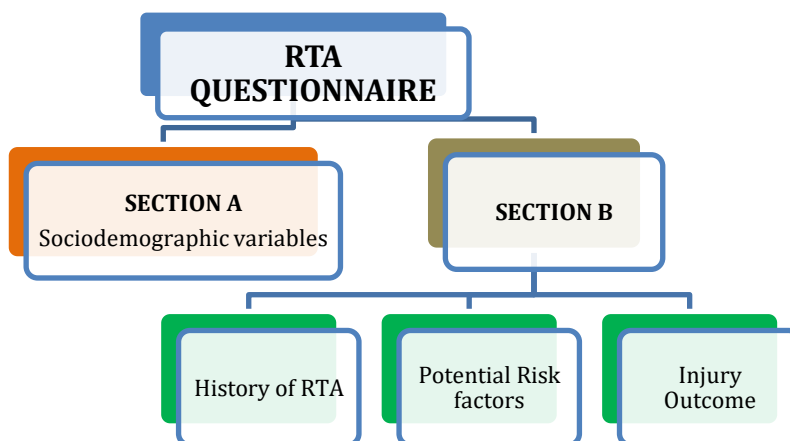 RTA
QUESTIONNAIRE
SECTION A
Sociodemographic variables
SECTION B
History of RTA
Potential Risk
factors
Injury
Outcome